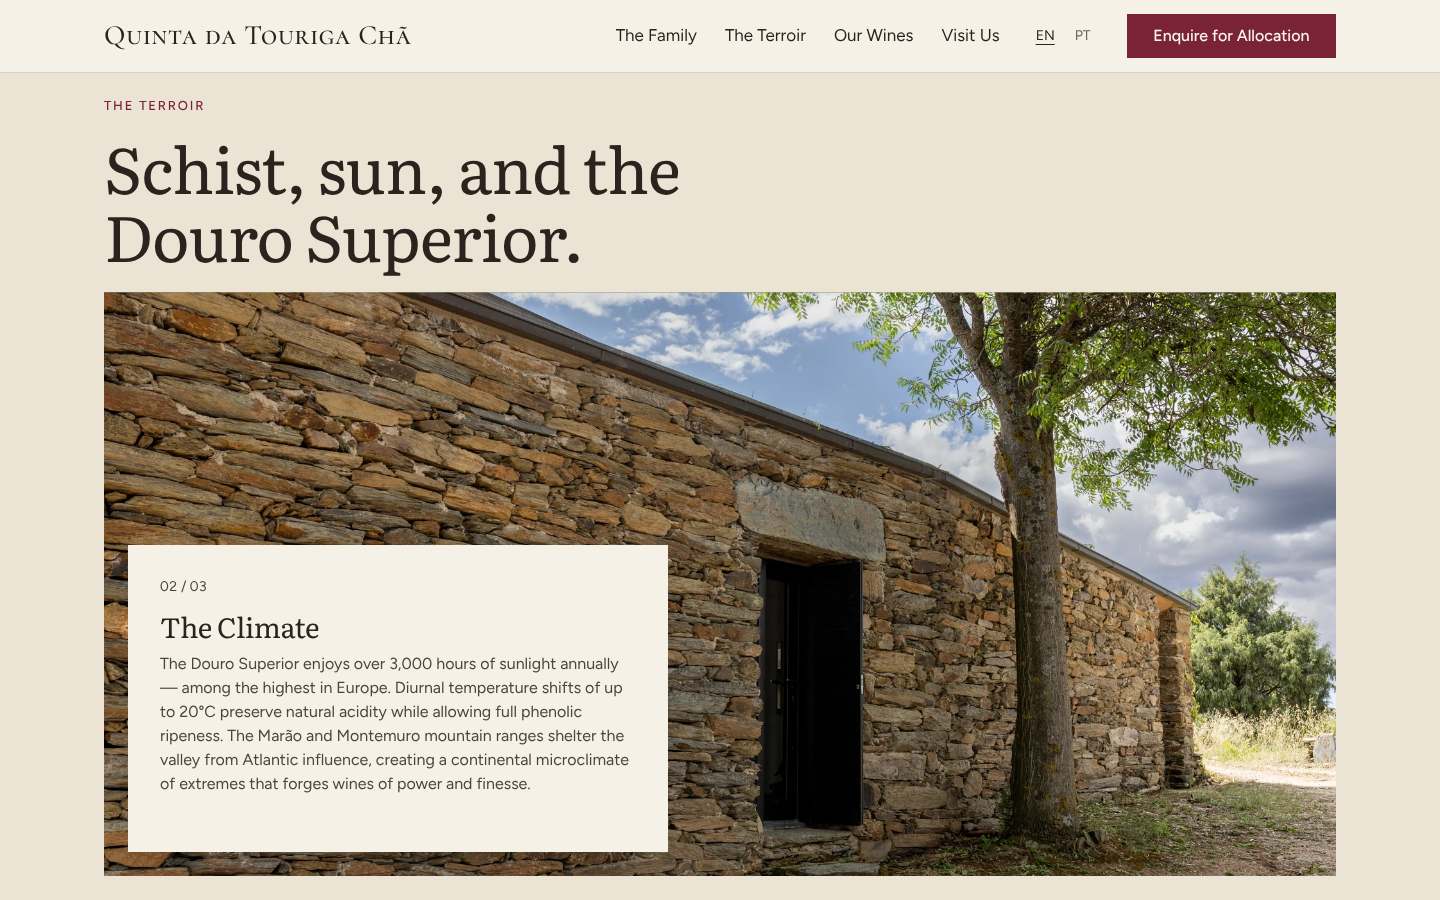 Quinta da Touriga Chã
The Family
The Terroir
Our Wines
Visit Us
EN
PT
Enquire for Allocation
THE TERROIR
Schist, sun, and the
Douro Superior.
02 / 03
The Climate
The Douro Superior enjoys over 3,000 hours of sunlight annually
— among the highest in Europe. Diurnal temperature shifts of up
to 20°C preserve natural acidity while allowing full phenolic
ripeness. The Marão and Montemuro mountain ranges shelter the
valley from Atlantic influence, creating a continental microclimate
of extremes that forges wines of power and finesse.